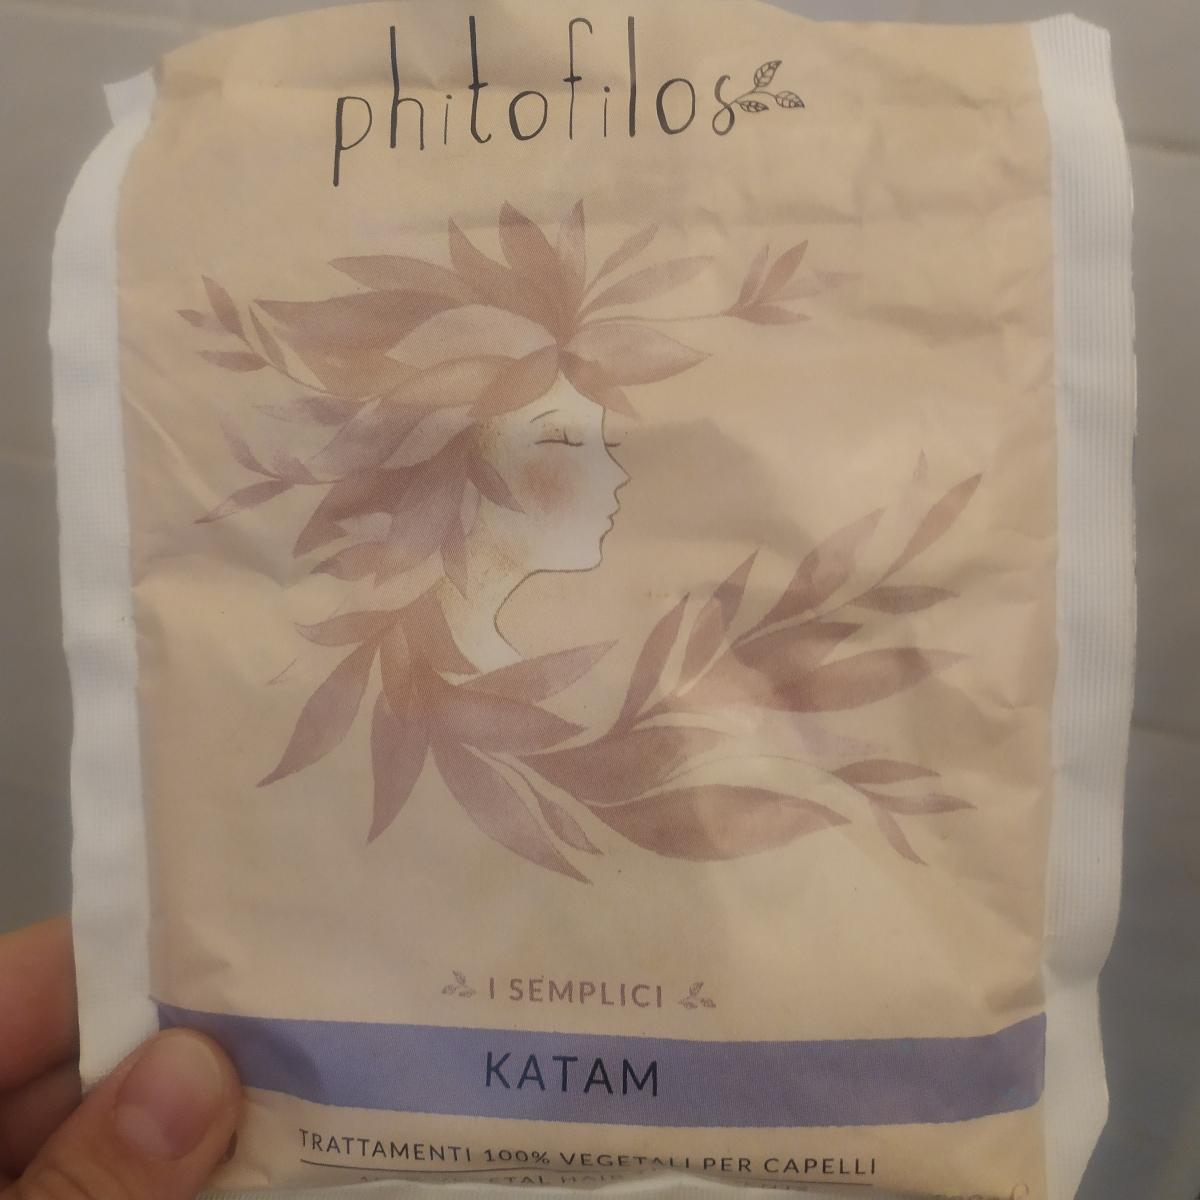 phitofilos
I SEMPLICI
KATAM
TRATTAMENTI 100% VEGETALI PER CAPELLI